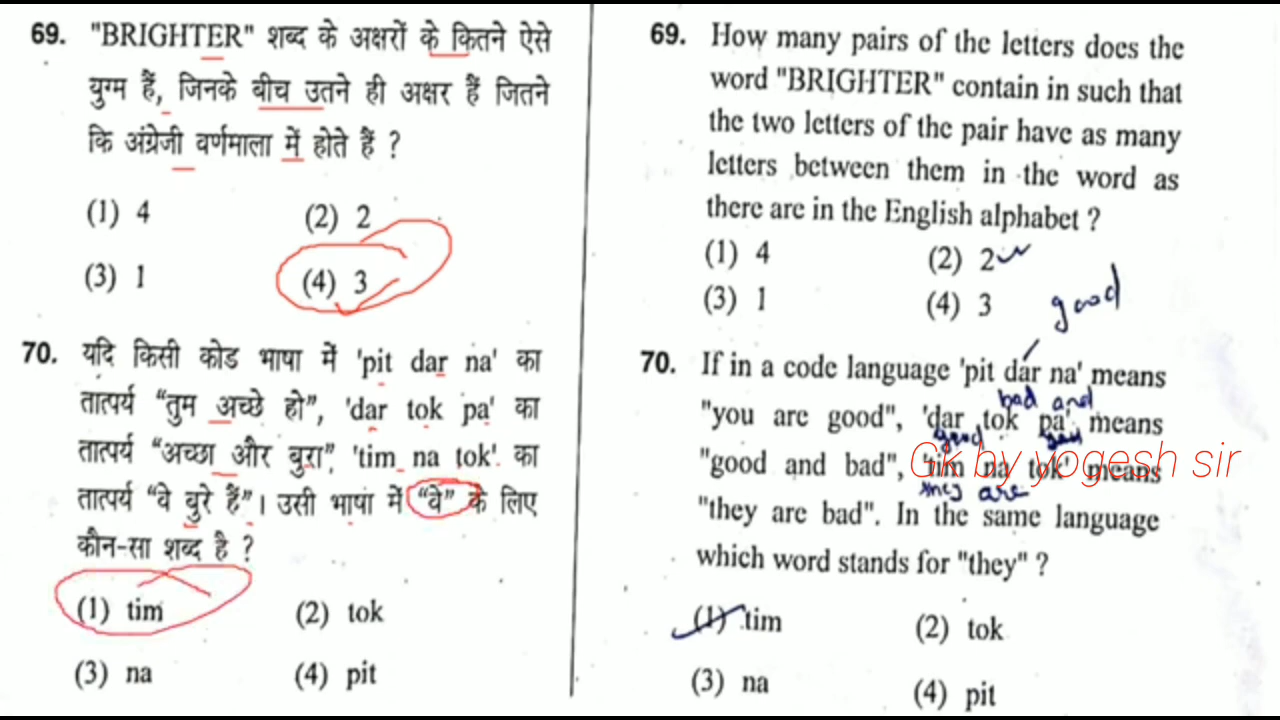 69. "BRIGHTER" शब्द के अक्षरों के कितने ऐसे
युग्म हैं, जिनके बीच उतने ही अक्षर हैं जितने
कि अंग्रेजी वर्णमाला में होते हैं ?
(1) 4 (2) 2
(3) 1 (4) 3
70. यदि किसी कोड भाषा में 'pit dar na' का
तात्पर्य “तुम अच्छे हो”, 'dar tok pa' का
तात्पर्य “अच्छा और बुरा”, 'tim na tok' का
तात्पर्य “वे बुरे हैं”। उसी भाषा में “वे” के लिए
कौन-सा शब्द है ?
(1) tim (2) tok
(3) na (4) pit
69. How many pairs of the letters does the
word "BRIGHTER" contain in such that
the two letters of the pair have as many
letters between them in the word as
there are in the English alphabet ?
(1) 4 (2) 2
(3) 1 (4) 3
good
70. If in a code language 'pit dar na' means
bad and
"you are good", 'dar tok pa' means
good
"good and bad", 'tim na tok' means
Gk by yogesh sir
they are
"they are bad". In the same language
which word stands for "they" ?
(1) tim (2) tok
(3) na (4) pit